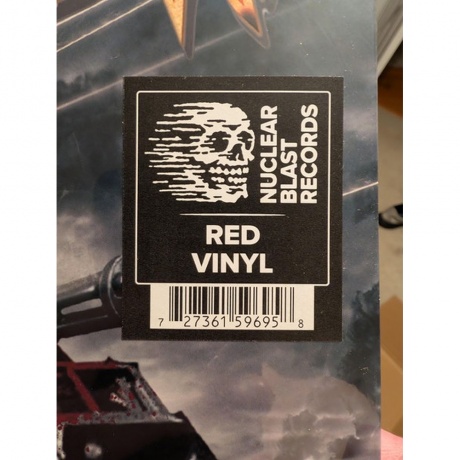 NUCLEAR
BLAST
RECORDS
RED
VINYL
7 27361 59695 8